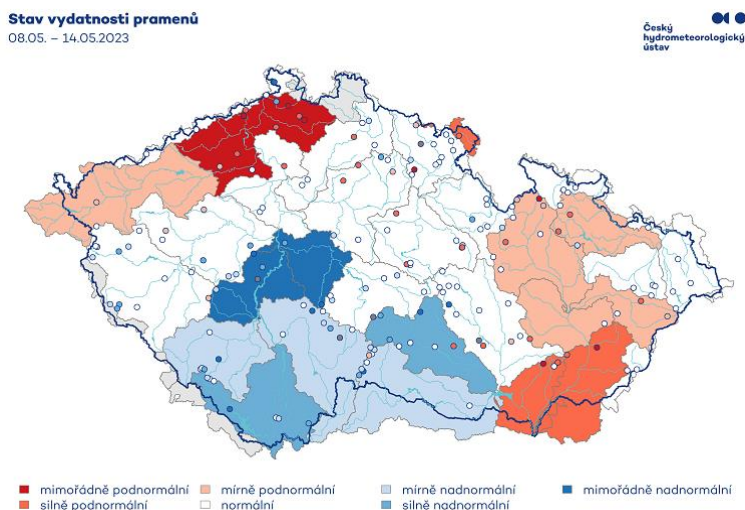 Stav vydatnosti pramenů
08.05. – 14.05.2023
Český
hydrometeorologický
ústav
mimořádně podnormální
mírně podnormální
mírně nadnormální
mimořádně nadnormální
silně podnormální
normální
silně nadnormální